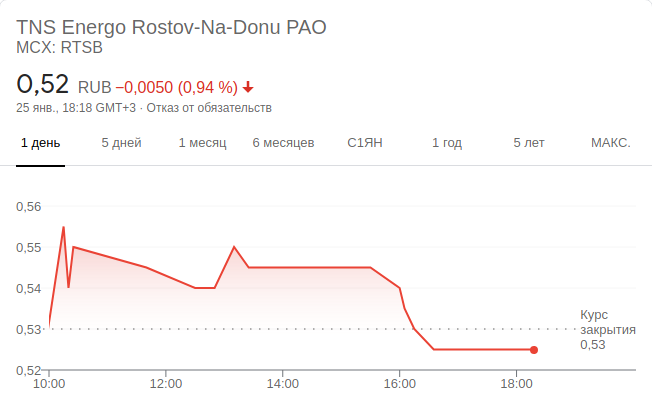 TNS Energo Rostov-Na-Donu PAO
MCX: RTSB
0,52 RUB −0,0050 (0,94 %)
25 янв., 18:18 GMT+3 · Отказ от обязательств
1 день 5 дней 1 месяц 6 месяцев С1ЯН 1 год 5 лет МАКС.
0,56
0,55
0,54
0,53
0,52
Курс
закрытия
0,53
10:00 12:00 14:00 16:00 18:00